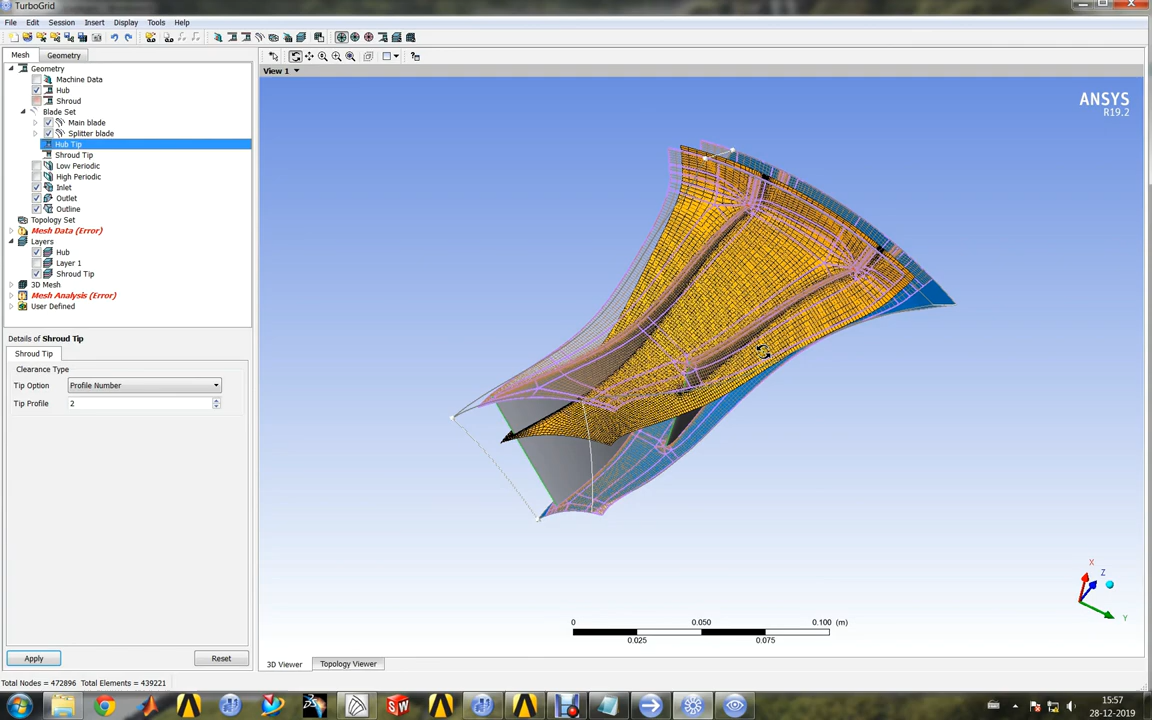 TurboGrid
File Edit Session Insert Display Tools Help
Mesh Geometry
View 1
Geometry
Machine Data
Hub
Shroud
Blade Set
Main blade
Splitter blade
Hub Tip
Shroud Tip
Low Periodic
High Periodic
Inlet
Outlet
Outline
Topology Set
Mesh Data (Error)
Layers
Hub
Layer 1
Shroud Tip
3D Mesh
Mesh Analysis (Error)
User Defined
Details of Shroud Tip
Shroud Tip
Clearance Type
Tip Option Profile Number
Tip Profile 2
Apply Reset
ANSYS
R19.2
X
Z
Y
0 0.050 0.100 (m)
0.025 0.075
3D Viewer Topology Viewer
Total Nodes = 472896 Total Elements = 439221
15:57
28-12-2019